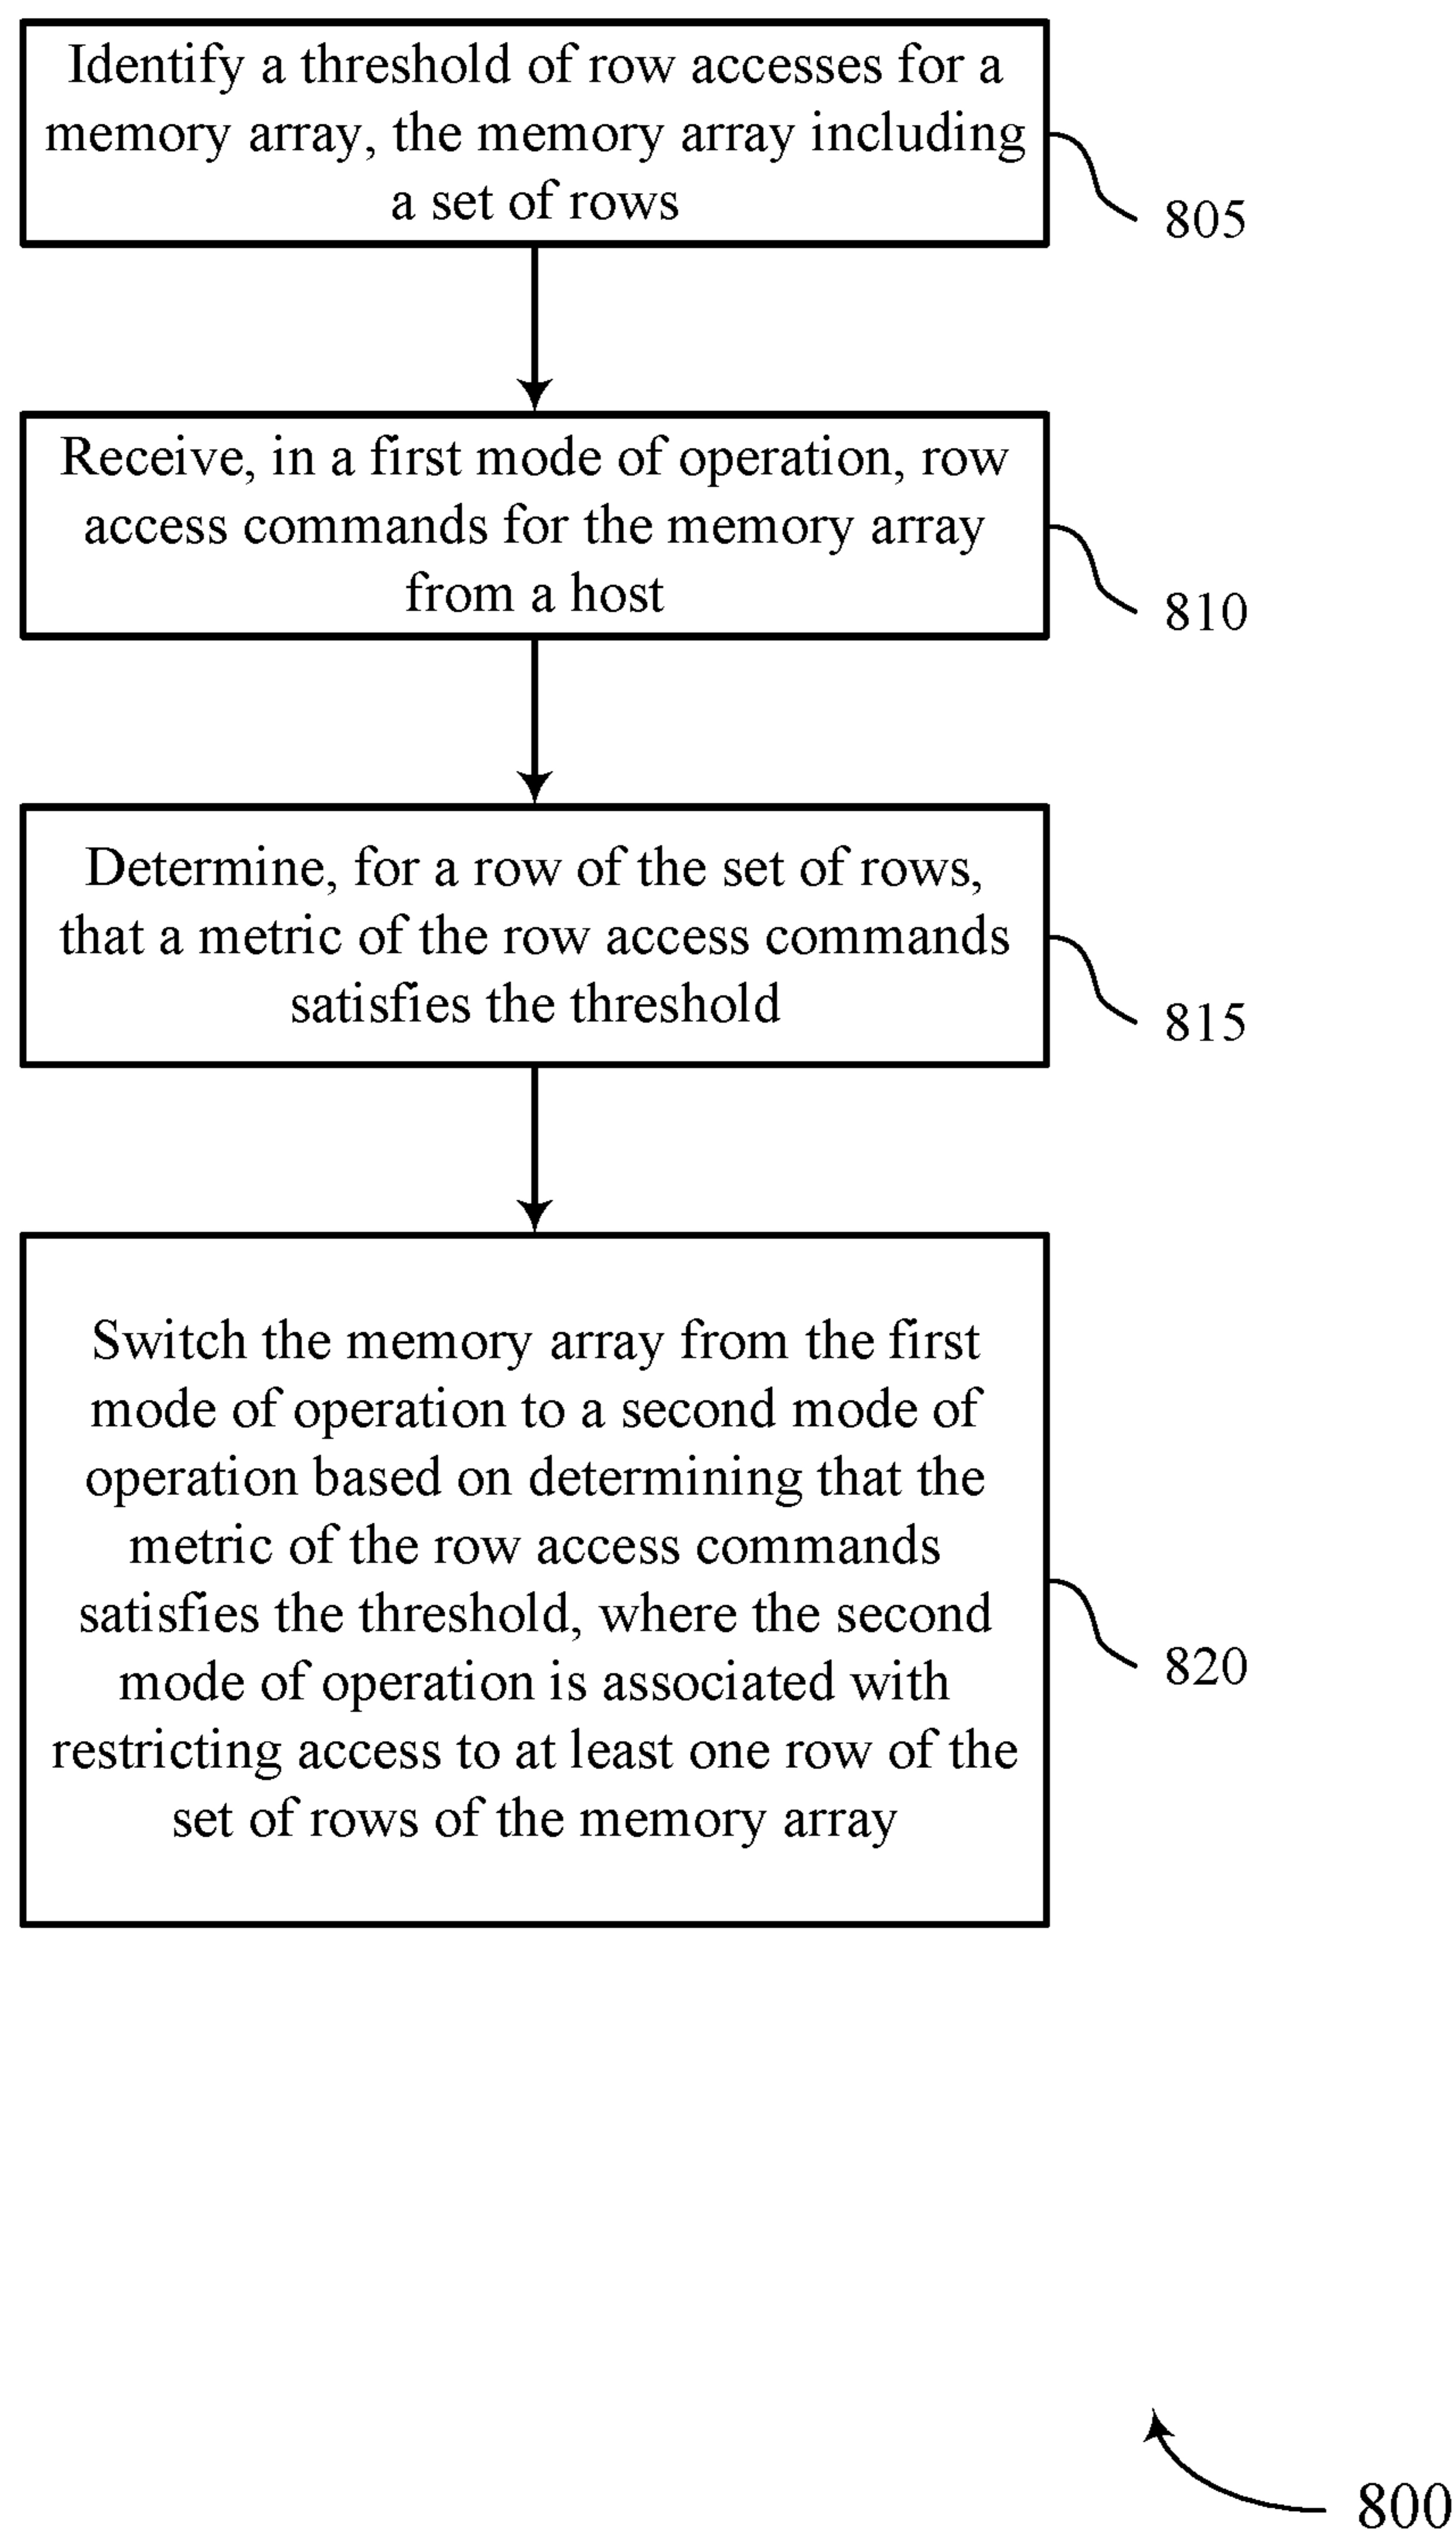 Identify a threshold of row accesses for a
memory array, the memory array including
a set of rows
805
Receive, in a first mode of operation, row
access commands for the memory array
from a host
810
Determine, for a row of the set of rows,
that a metric of the row access commands
satisfies the threshold
815
Switch the memory array from the first
mode of operation to a second mode of
operation based on determining that the
metric of the row access commands
satisfies the threshold, where the second
mode of operation is associated with
restricting access to at least one row of the
set of rows of the memory array
820
800